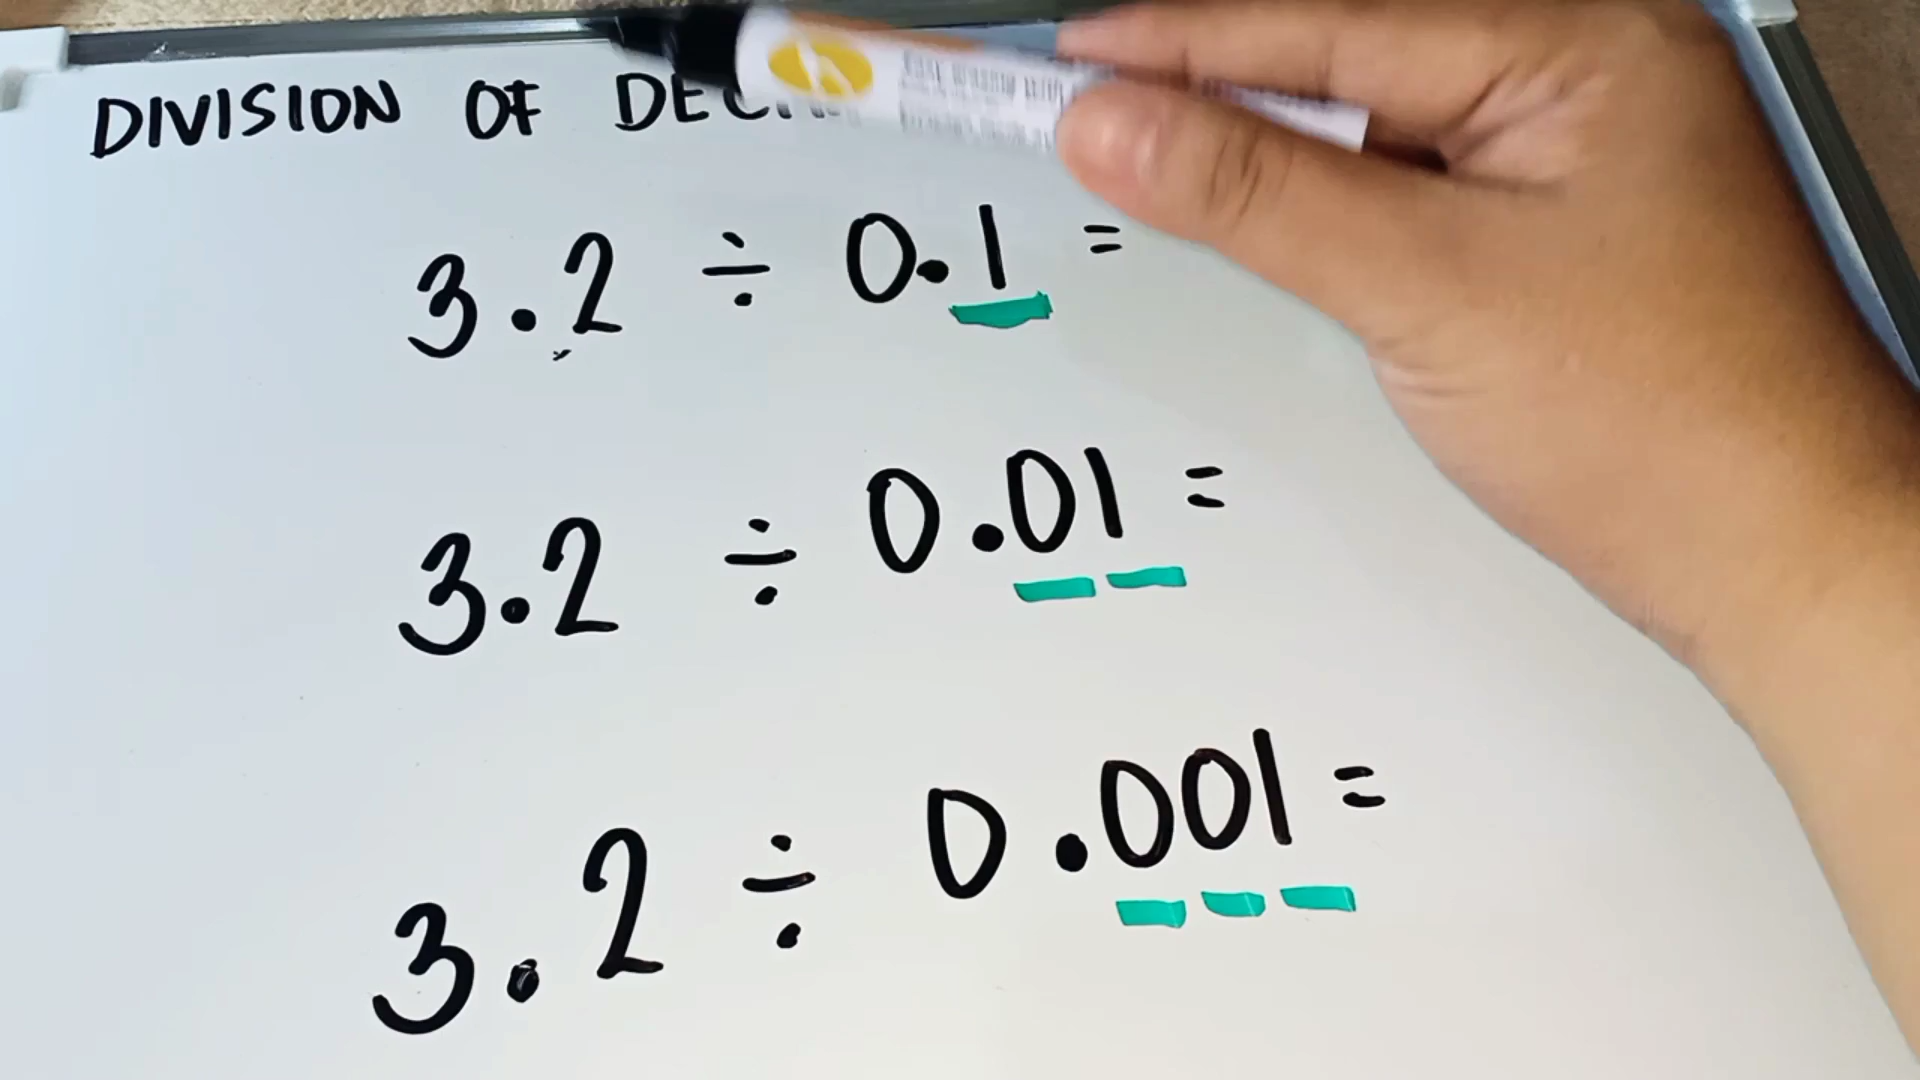 DIVISION OF
3.2 ÷ 0.1 =
3.2 ÷ 0.01 =
3.2 ÷ 0.001 =